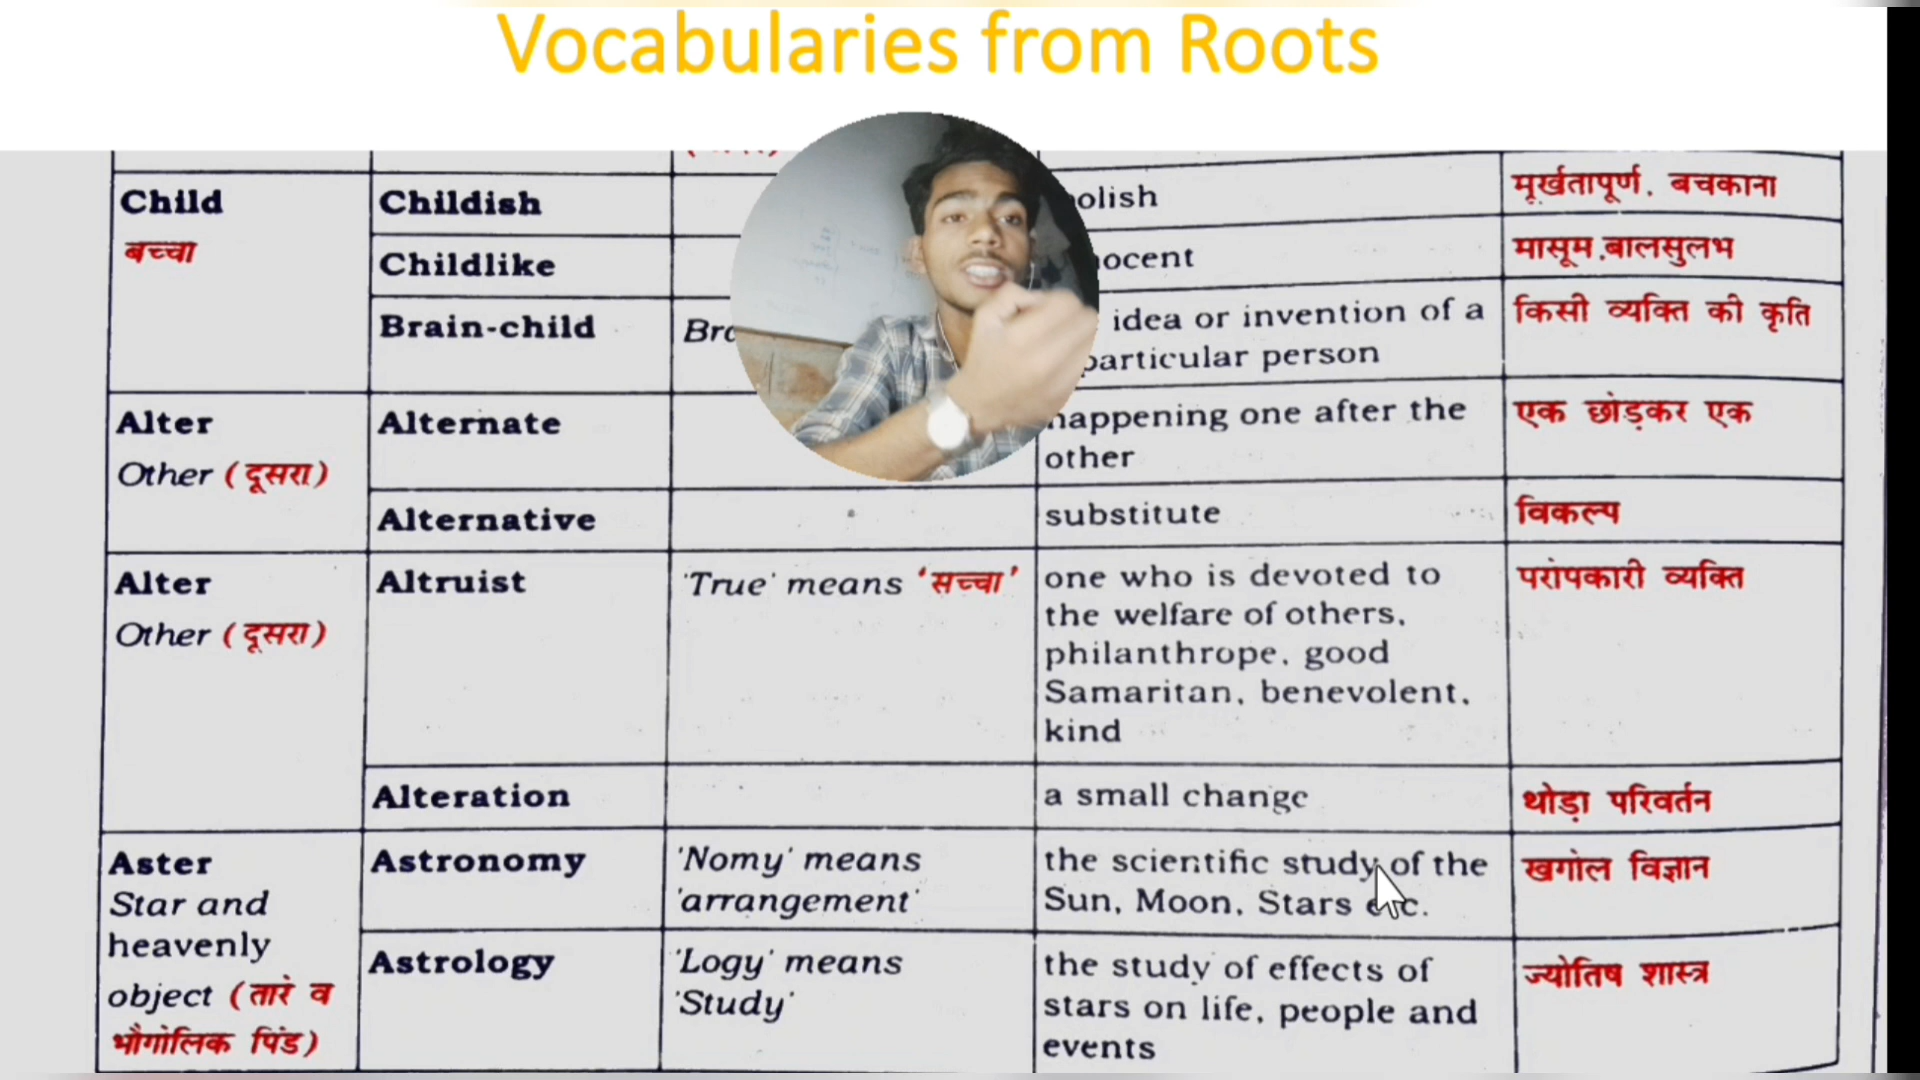 Vocabularies from Roots
Child
बच्चा
Childish
मूर्खतापूर्ण. बचकाना
Childlike
मासूम.बालसुलभ
Brain-child
idea or invention of a
particular person
किसी व्यक्ति की कृति
Alter
Other (दूसरा)
Alternate
happening one after the
other
एक छोड़कर एक
Alternative
substitute
विकल्प
Alter
Other (दूसरा)
Altruist
'True' means 'सच्चा'
one who is devoted to
the welfare of others,
philanthrope, good
Samaritan, benevolent,
kind
परोपकारी व्यक्ति
Alteration
a small change
थोड़ा परिवर्तन
Aster
Star and
heavenly
object (तारे व
भौगोलिक पिंड)
Astronomy
'Nomy' means
'arrangement'
the scientific study of the
Sun, Moon, Stars etc.
खगोल विज्ञान
Astrology
'Logy' means
'Study'
the study of effects of
stars on life, people and
events
ज्योतिष शास्त्र